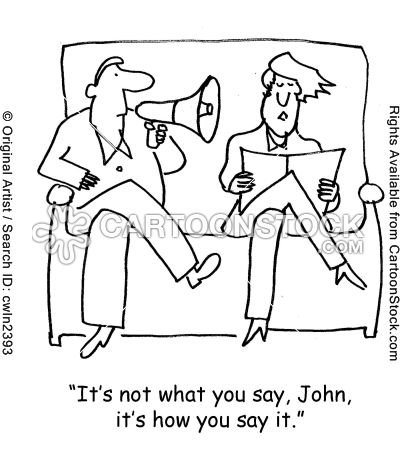 © Original Artist / Search ID: cwln2393
CARTOONSTOCK
.COM
Rights Available from CartoonStock.com
"It's not what you say, John,
it's how you say it."